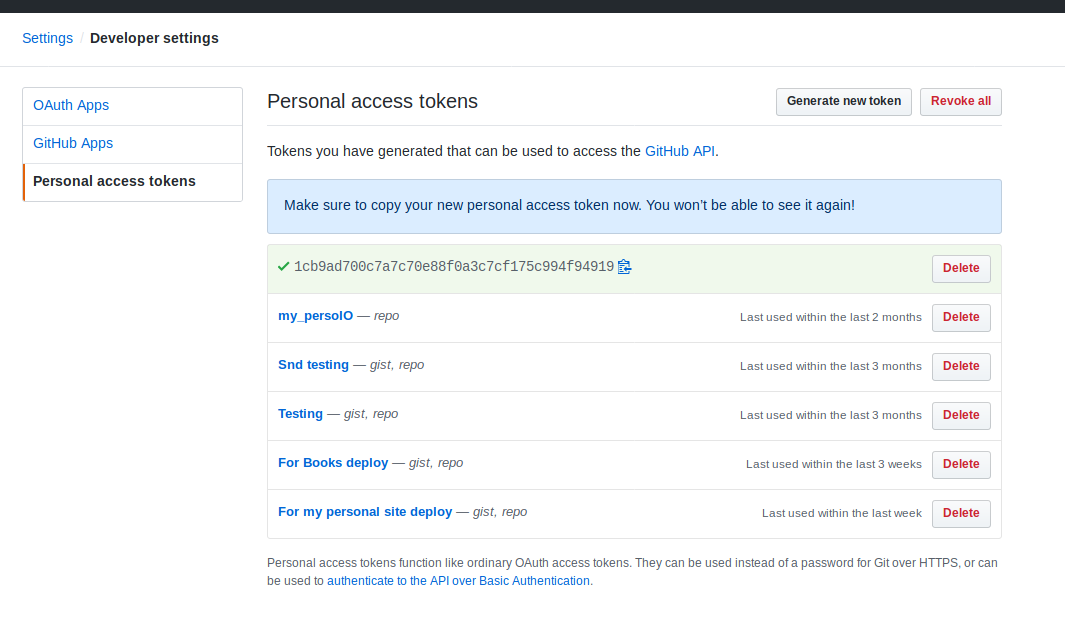 Settings / Developer settings
OAuth Apps
GitHub Apps
Personal access tokens
Personal access tokens
Generate new token
Revoke all
Tokens you have generated that can be used to access the GitHub API.
Make sure to copy your new personal access token now. You won't be able to see it again!
1cb9ad700c7a7c70e88f0a3c7cf175c994f94919
Delete
my_persoIO — repo
Last used within the last 2 months
Delete
Snd testing — gist, repo
Last used within the last 3 months
Delete
Testing — gist, repo
Last used within the last 3 months
Delete
For Books deploy — gist, repo
Last used within the last 3 weeks
Delete
For my personal site deploy — gist, repo
Last used within the last week
Delete
Personal access tokens function like ordinary OAuth access tokens. They can be used instead of a password for Git over HTTPS, or can
be used to authenticate to the API over Basic Authentication.